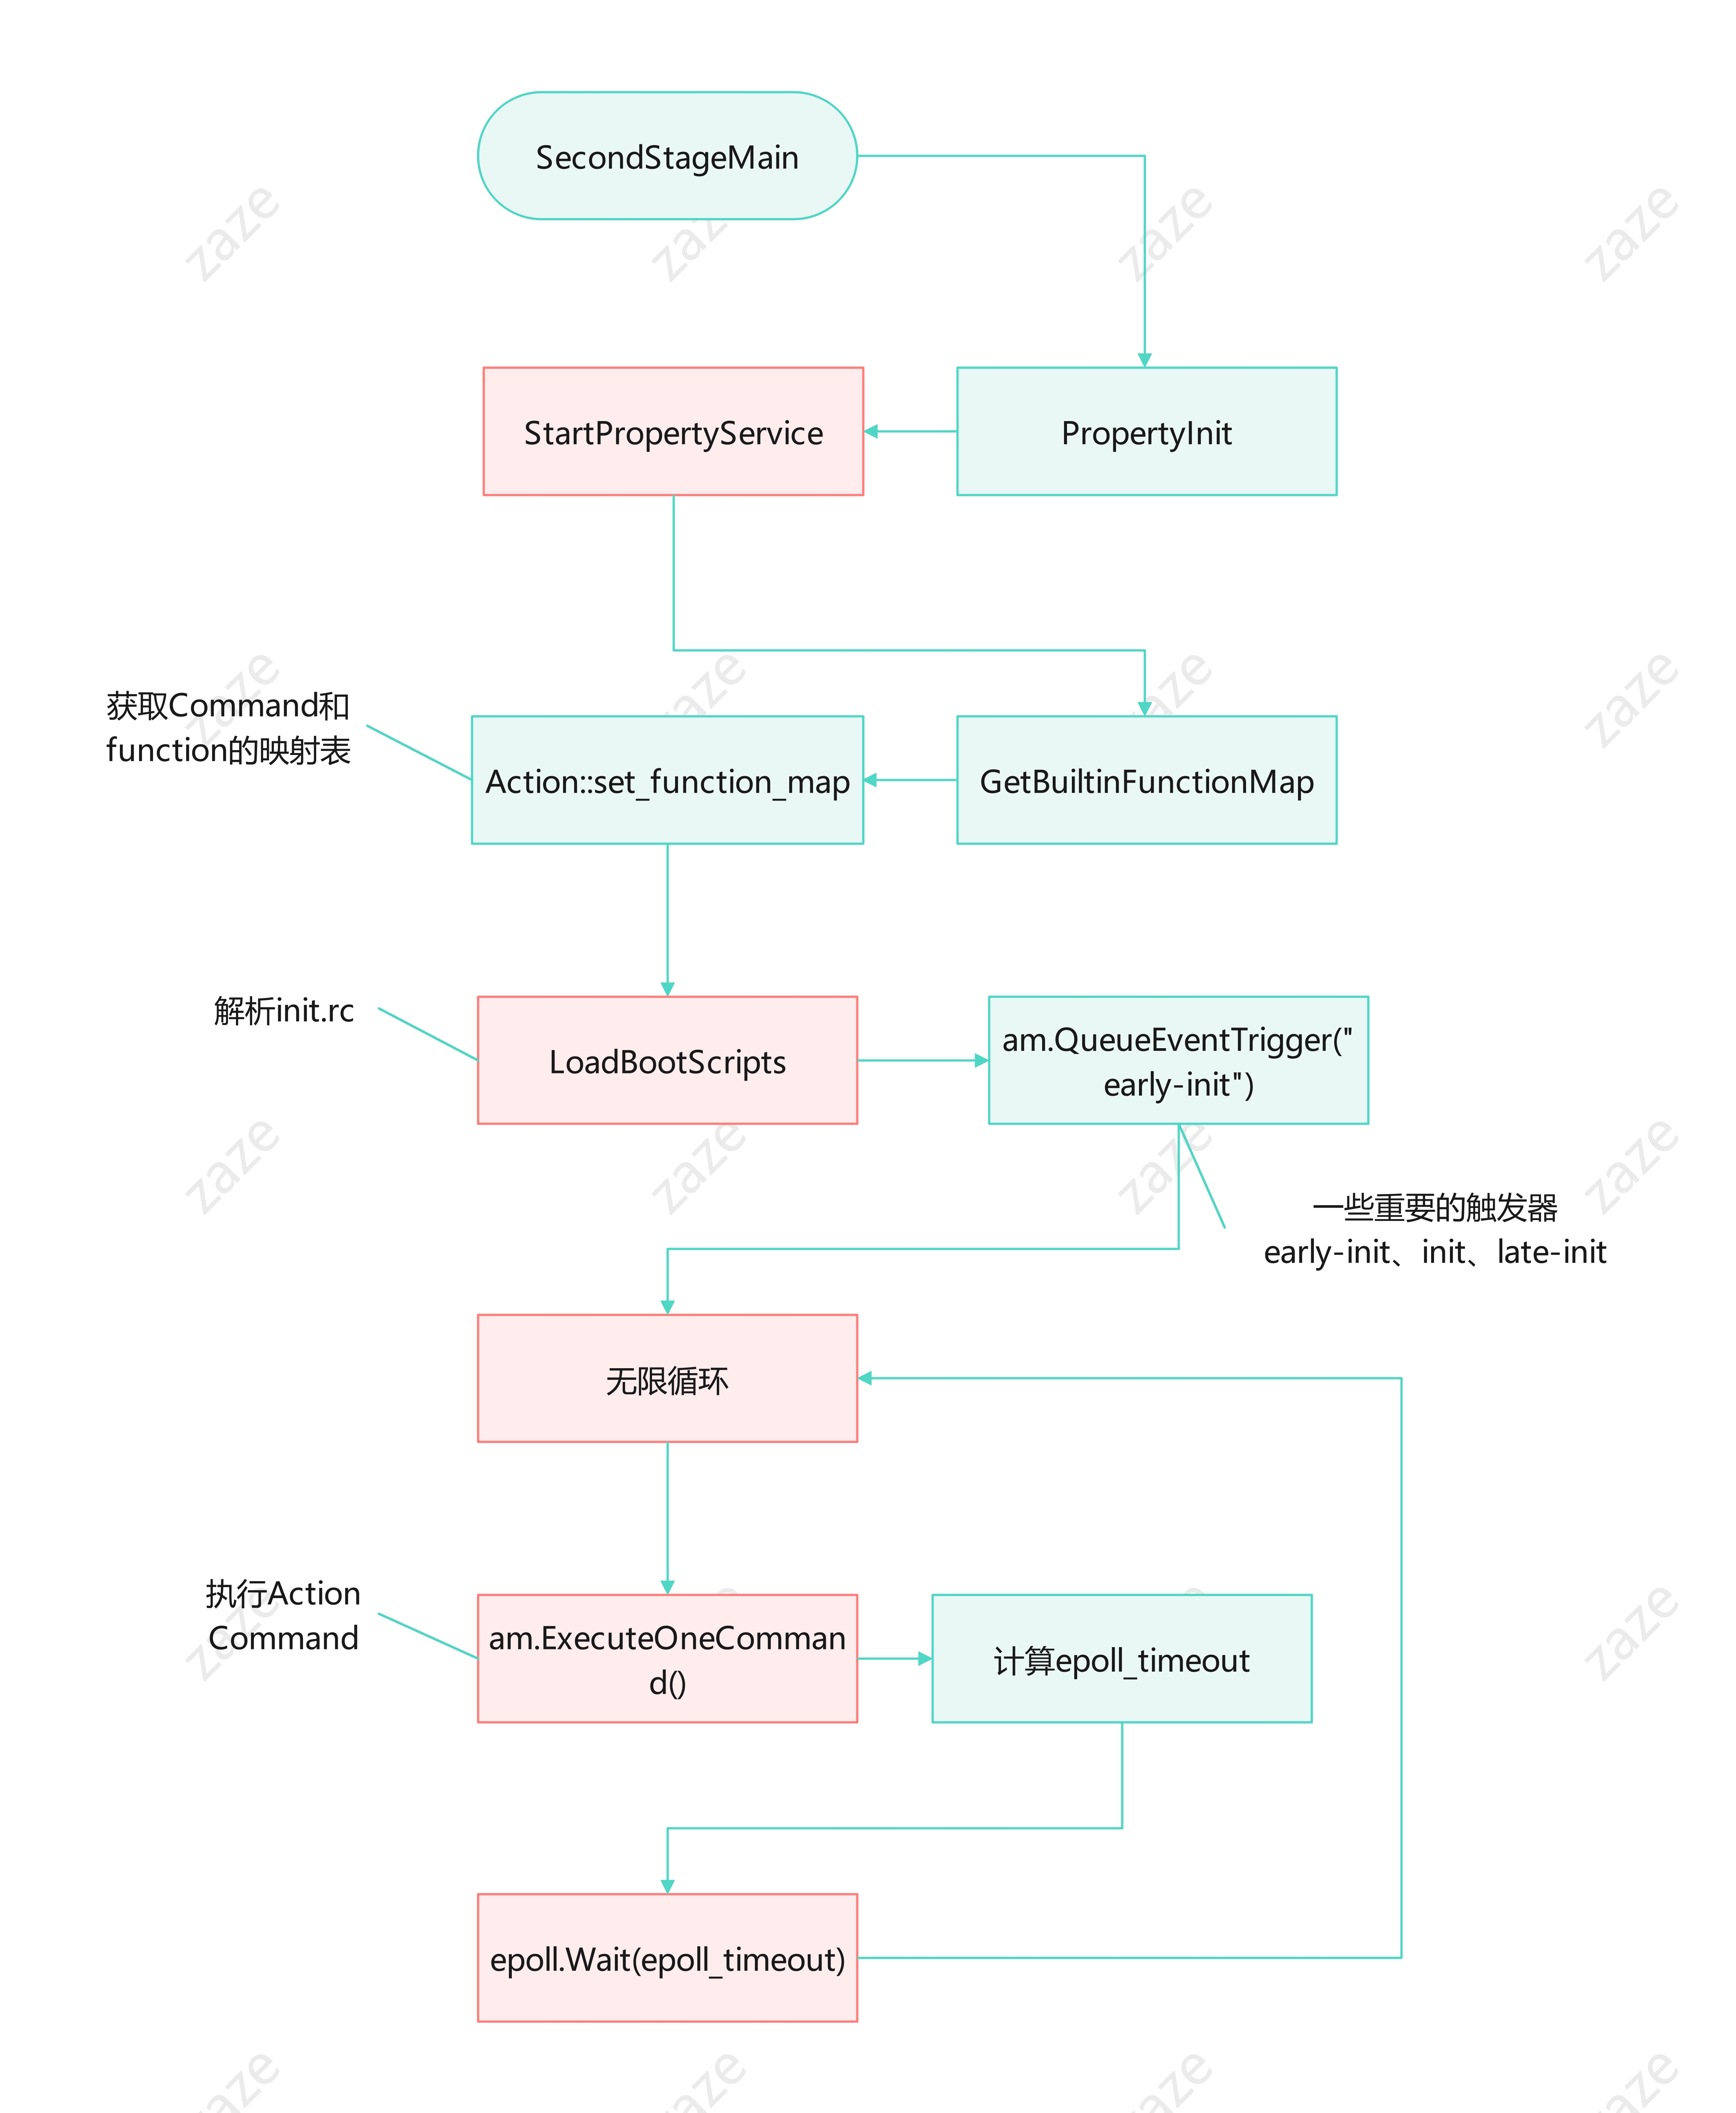 SecondStageMain
zaze
zaze
zaze
zaze
StartPropertyService
PropertyInit
获取Command和
function的映射表
zaze
zaze
zaze
zaze
Action::set_function_map
GetBuiltinFunctionMap
解析init.rc
LoadBootScripts
am.QueueEventTrigger("
early-init")
zaze
zaze
zaze
zaze
一些重要的触发器
early-init、init、late-init
无限循环
执行Action
Command
zaze
zaze
am.ExecuteOneComman
d()
计算epoll_timeout
epoll.Wait(epoll_timeout)
zaze
zaze
zaze
zaze